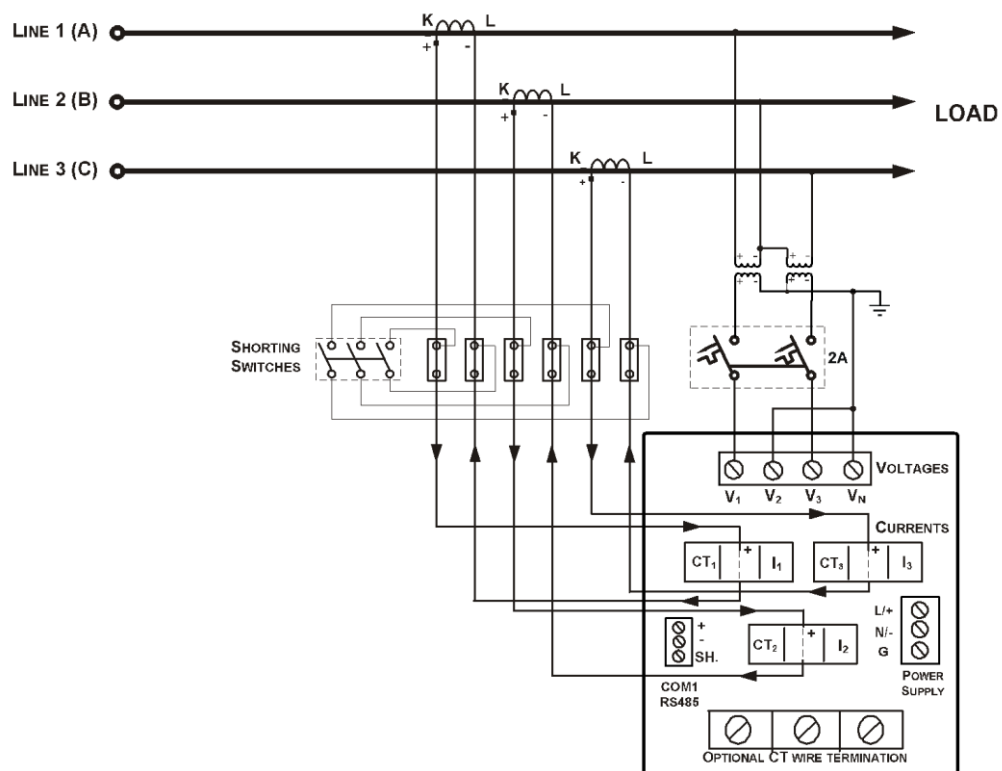 K L
LINE 1 (A)
+ -
K L
LINE 2 (B)
+ -
LOAD
K L
LINE 3 (C)
+ -
+ - + -
+ - + -
SHORTING
SWITCHES
2A
VOLTAGES
V1 V2 V3 VN
CURRENTS
CT1 + I1
CT3 + I3
L/+
N/-
G
POWER
SUPPLY
+
-
SH.
COM1
RS485
CT2 + I2
OPTIONAL CT WIRE TERMINATION